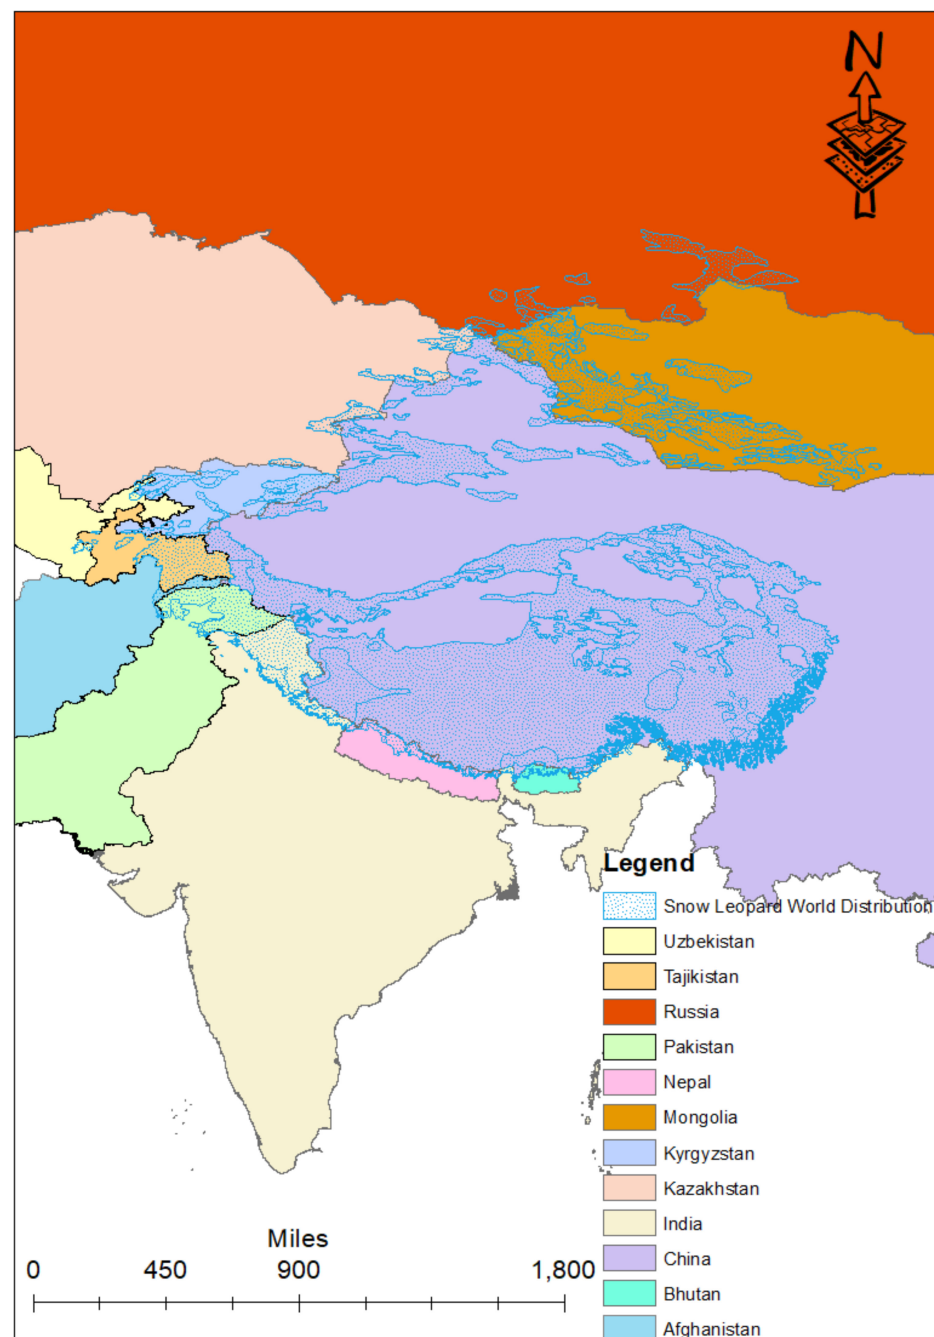 N
Legend
Snow Leopard World Distribution
Uzbekistan
Tajikistan
Russia
Pakistan
Nepal
Mongolia
Kyrgyzstan
Kazakhstan
India
China
Bhutan
Afghanistan
Miles
0 450 900 1,800